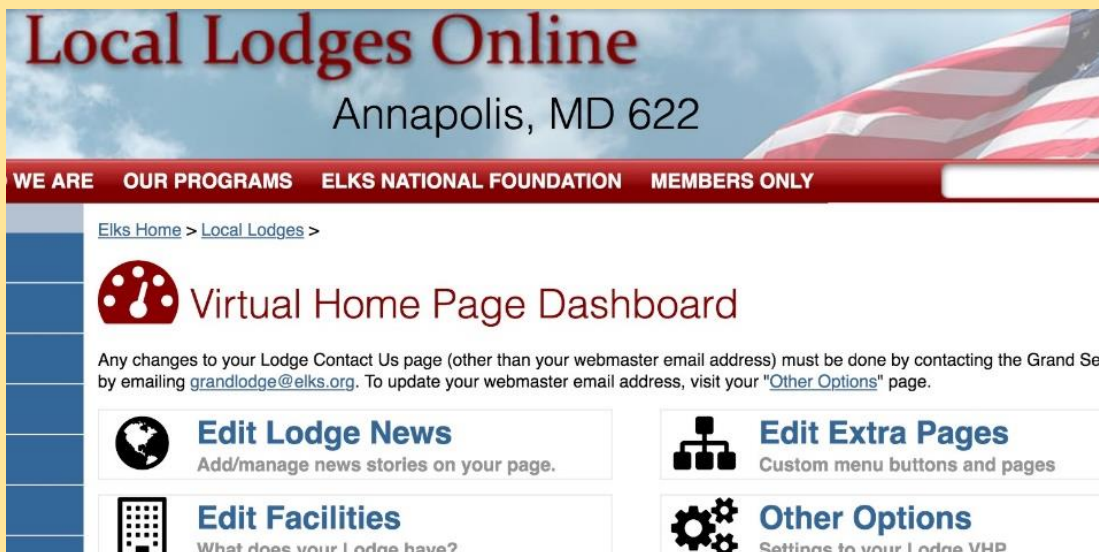 Local Lodges Online
Annapolis, MD 622
WE ARE OUR PROGRAMS ELKS NATIONAL FOUNDATION MEMBERS ONLY
Elks Home > Local Lodges >
Virtual Home Page Dashboard
Any changes to your Lodge Contact Us page (other than your webmaster email address) must be done by contacting the Grand Se
by emailing grandlodge@elks.org. To update your webmaster email address, visit your "Other Options" page.
Edit Lodge News
Add/manage news stories on your page.
Edit Extra Pages
Custom menu buttons and pages
Edit Facilities
What does your Lodge have?
Other Options
Settings to your Lodge VHP